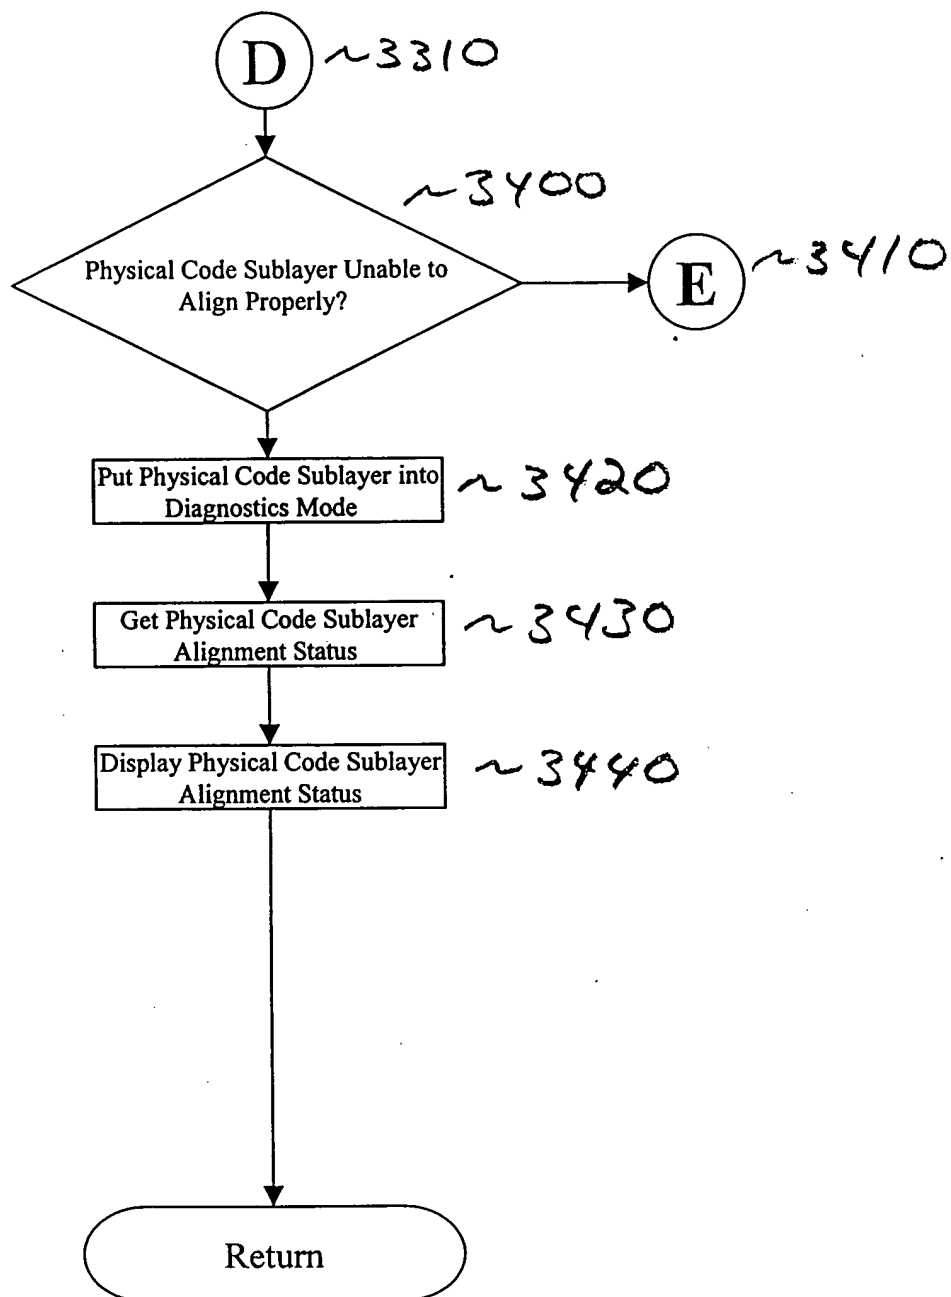 D ~3310
~3400
Physical Code Sublayer Unable to
Align Properly?
E ~3410
Put Physical Code Sublayer into
Diagnostics Mode
~3420
Get Physical Code Sublayer
Alignment Status
~3430
Display Physical Code Sublayer
Alignment Status
~3440
Return